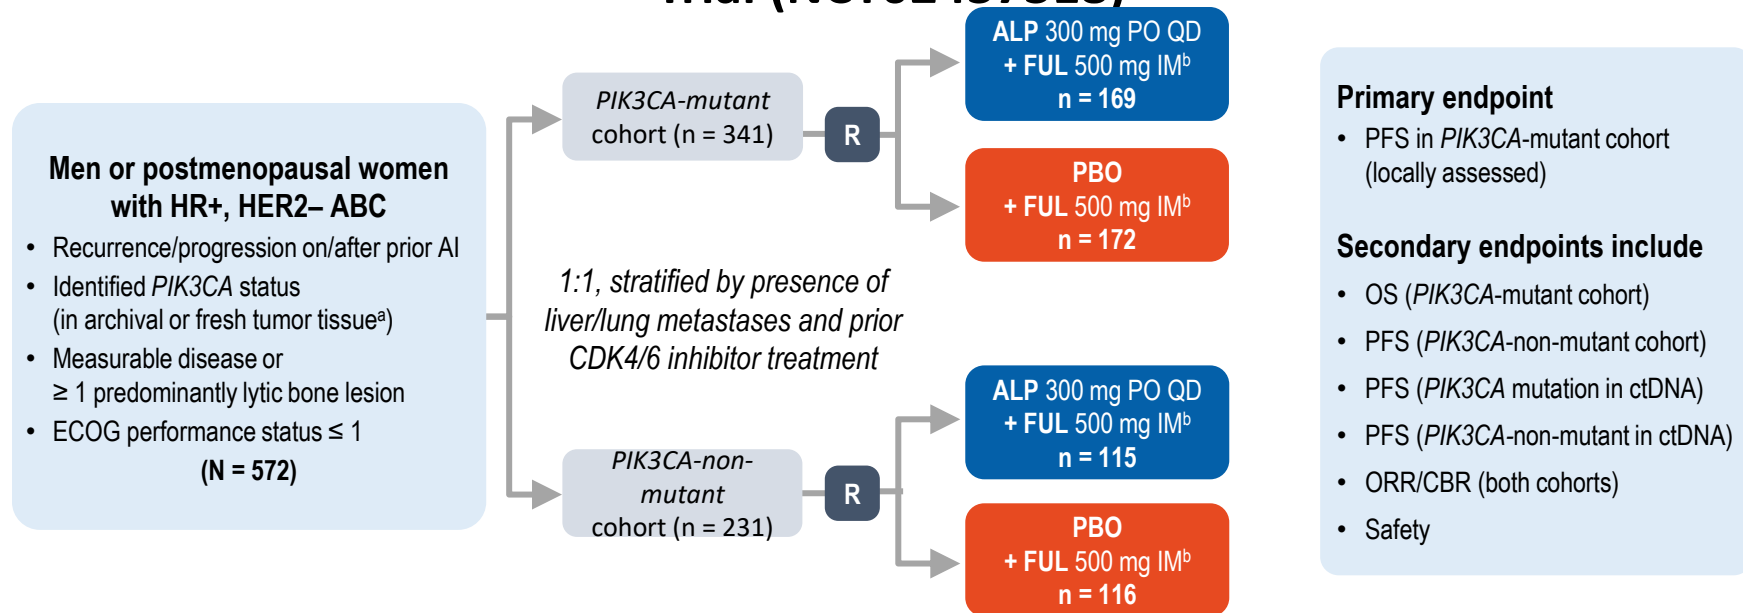 Men or postmenopausal women
with HR+, HER2– ABC
• Recurrence/progression on/after prior AI
• Identified PIK3CA status
(in archival or fresh tumor tissueᵃ)
• Measurable disease or
≥ 1 predominantly lytic bone lesion
• ECOG performance status ≤ 1
(N = 572)
PIK3CA-mutant
cohort (n = 341)
R
1:1, stratified by presence of
liver/lung metastases and prior
CDK4/6 inhibitor treatment
PIK3CA-non-
mutant
cohort (n = 231)
R
ALP 300 mg PO QD
+ FUL 500 mg IMᵇ
n = 169
PBO
+ FUL 500 mg IMᵇ
n = 172
ALP 300 mg PO QD
+ FUL 500 mg IMᵇ
n = 115
PBO
+ FUL 500 mg IMᵇ
n = 116
Primary endpoint
• PFS in PIK3CA-mutant cohort
(locally assessed)
Secondary endpoints include
• OS (PIK3CA-mutant cohort)
• PFS (PIK3CA-non-mutant cohort)
• PFS (PIK3CA mutation in ctDNA)
• PFS (PIK3CA-non-mutant in ctDNA)
• ORR/CBR (both cohorts)
• Safety